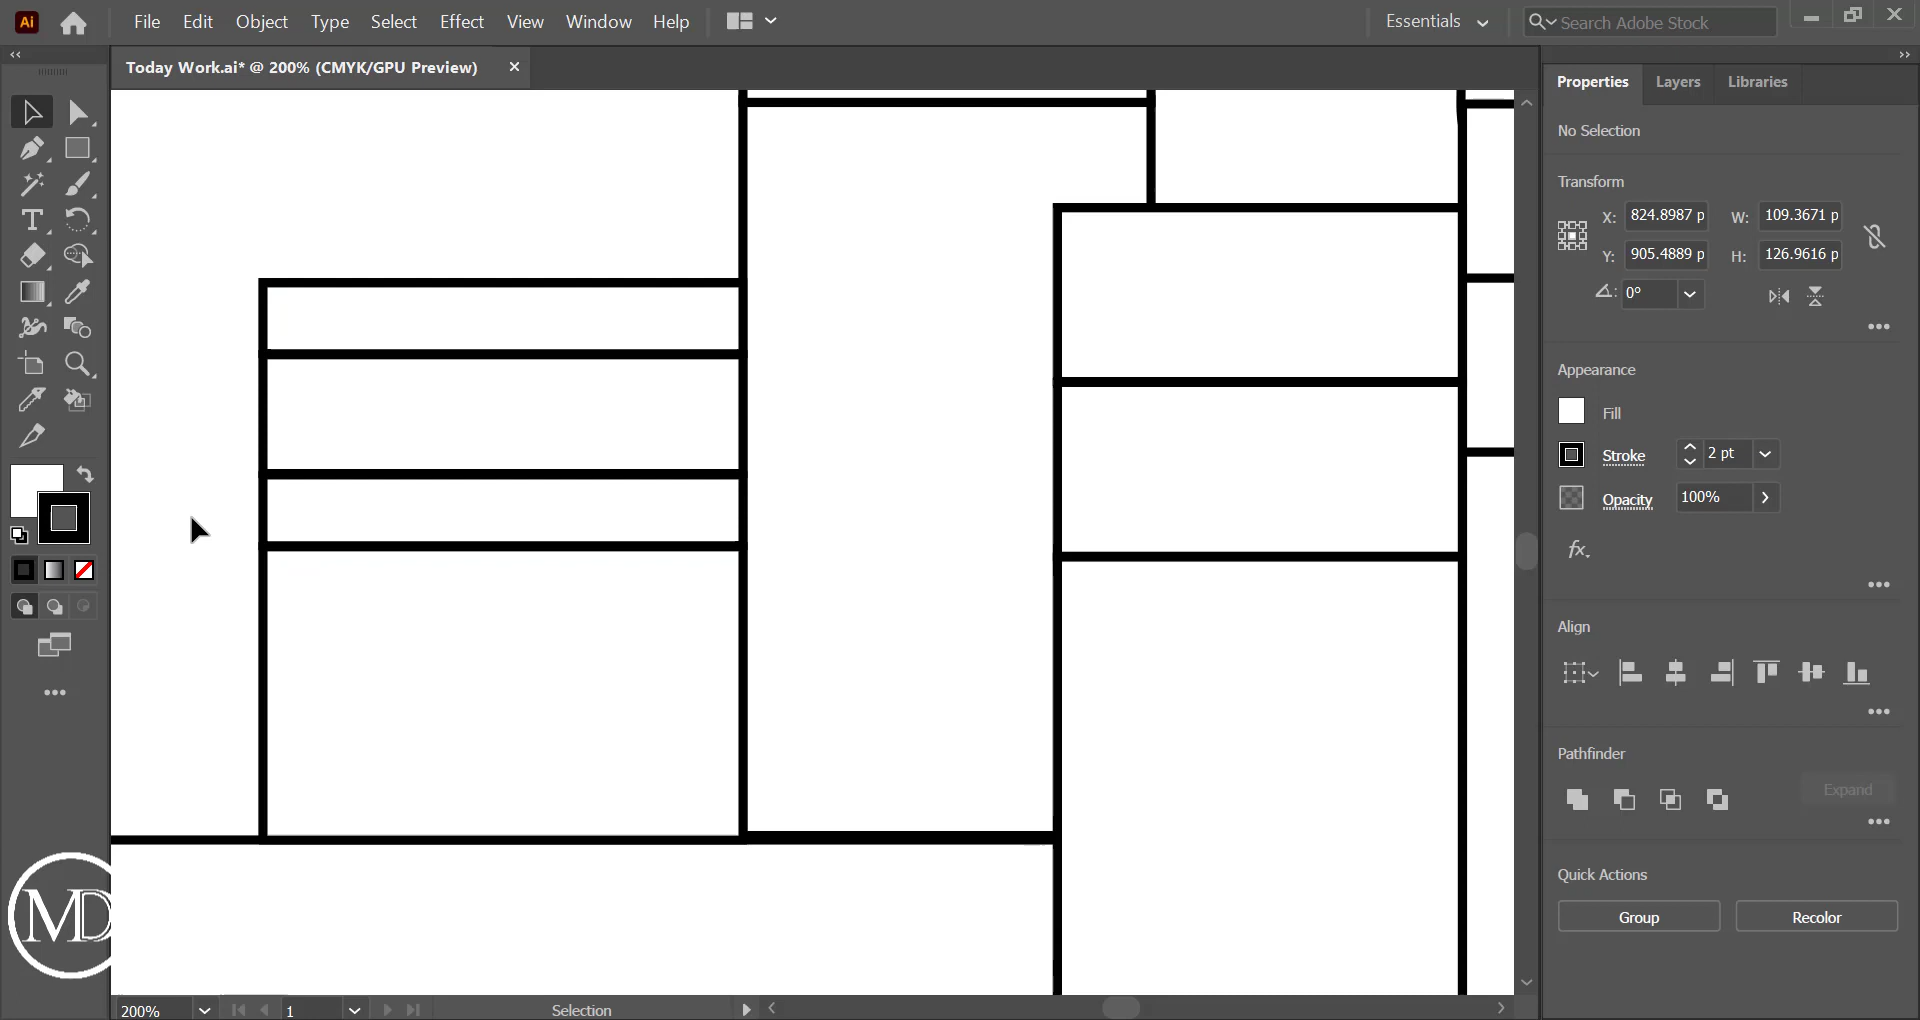 Ai File Edit Object Type Select Effect View Window Help Essentials Search Adobe Stock
Today Work.ai* @ 200% (CMYK/GPU Preview)
Properties Layers Libraries
No Selection
Transform
X: 824.8987 p W: 109.3671 p
Y: 905.4889 p H: 126.9616 p
0°
Appearance
Fill
Stroke 2 pt
Opacity 100%
fx.
Align
Pathfinder
Expand
Quick Actions
Group Recolor
MD
200% 1 Selection